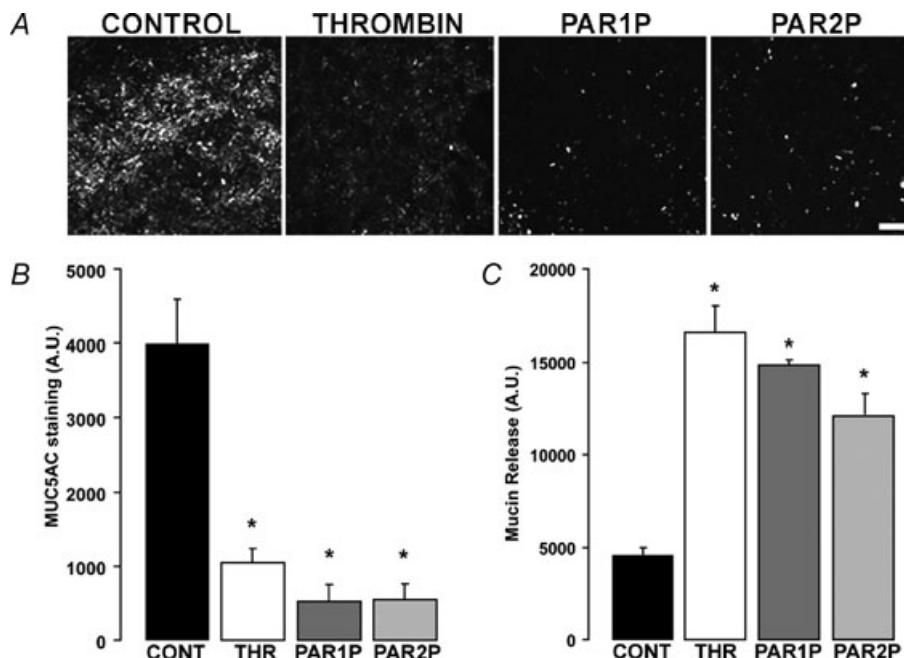 A CONTROL THROMBIN PAR1P PAR2P
B
MUC5AC staining (A.U.)
5000
4000
3000
2000
1000
0
*
*
*
CONT THR PAR1P PAR2P
C
Mucin Release (A.U.)
20000
15000
10000
5000
0
*
*
*
CONT THR PAR1P PAR2P